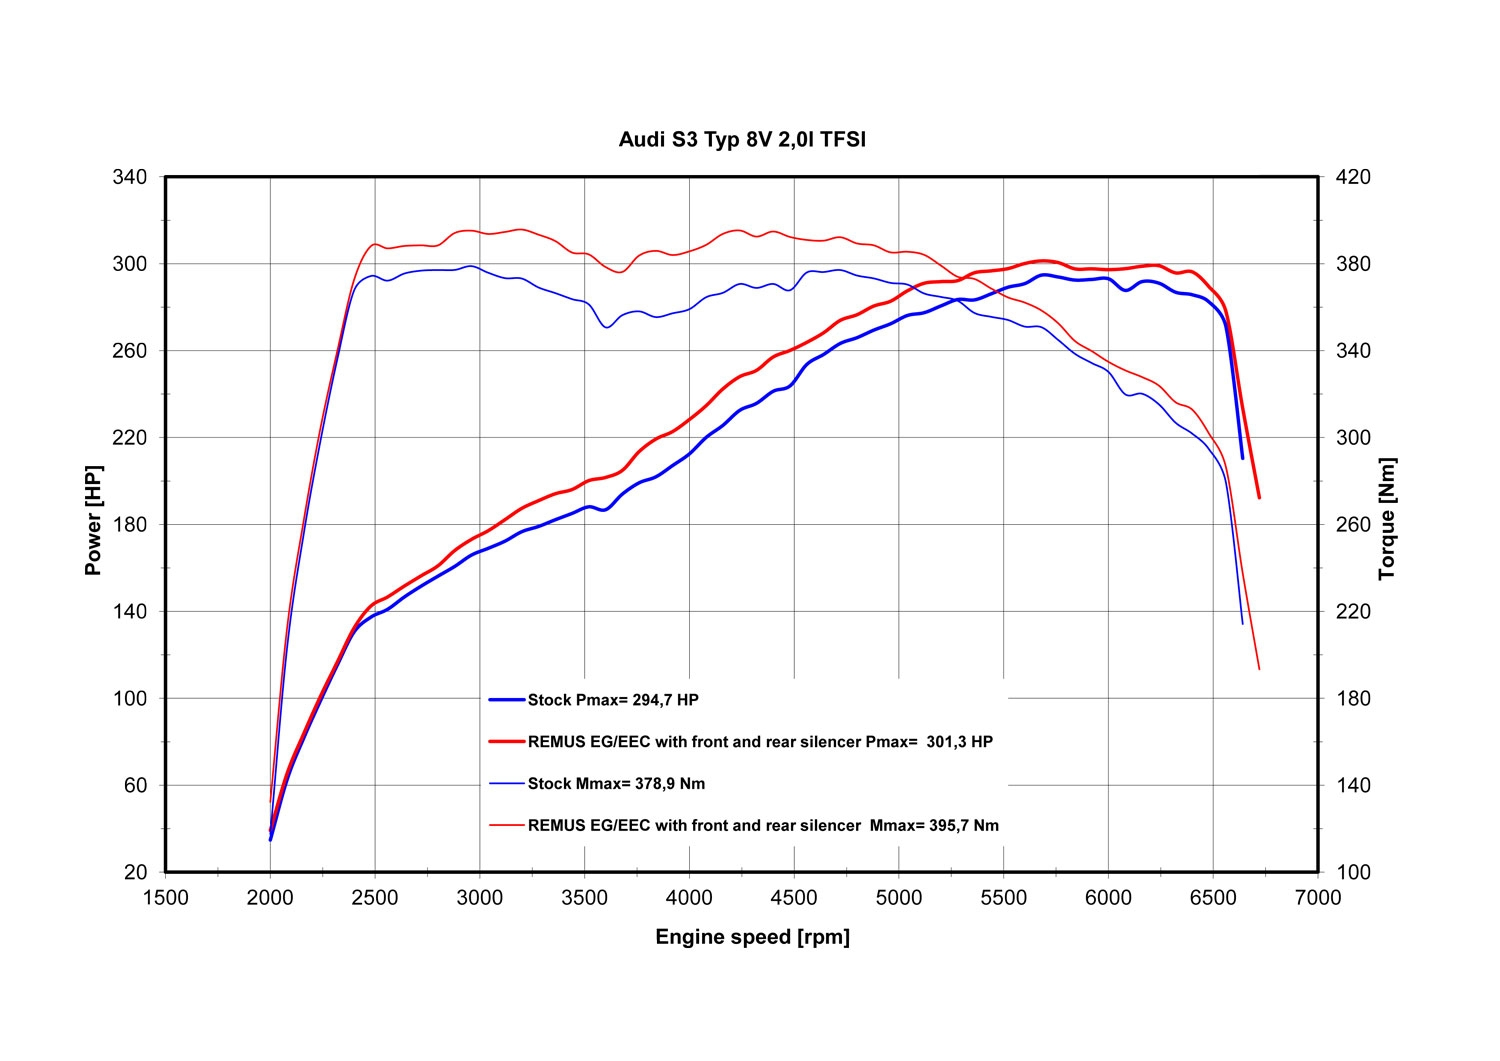 Audi S3 Typ 8V 2,0l TFSI
340
300
260
220
180
140
100
60
20
Power [HP]
420
380
340
300
260
220
180
140
100
Torque [Nm]
Stock Pmax= 294,7 HP
REMUS EG/EEC with front and rear silencer Pmax=  301,3 HP
Stock Mmax= 378,9 Nm
REMUS EG/EEC with front and rear silencer  Mmax= 395,7 Nm
1500 2000 2500 3000 3500 4000 4500 5000 5500 6000 6500 7000
Engine speed [rpm]